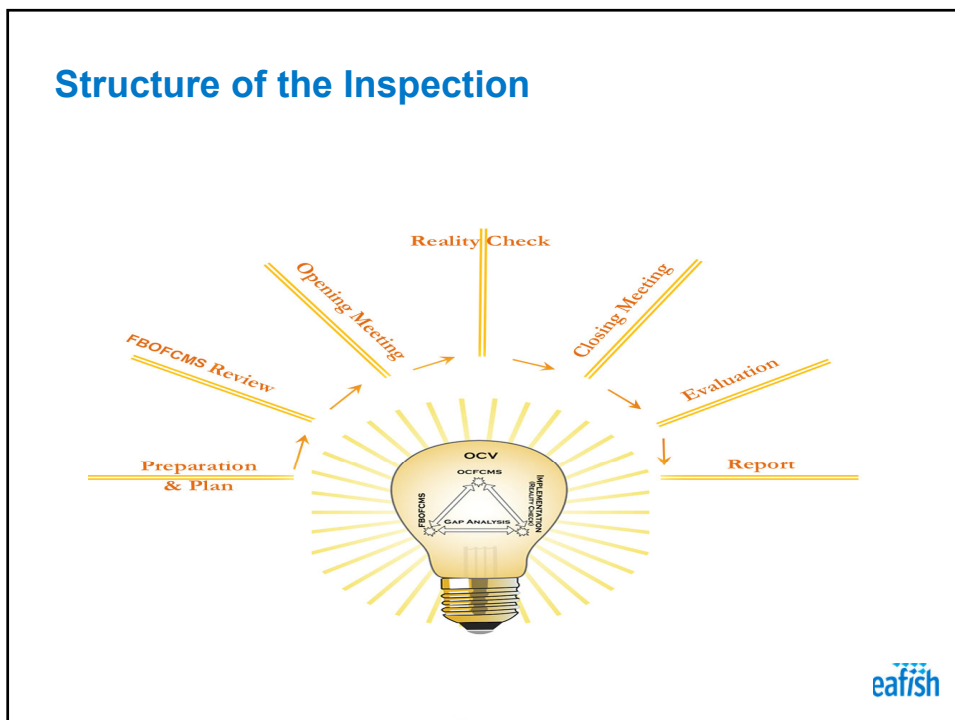 Structure of the Inspection
Reality Check
Opening Meeting
Closing Meeting
FBOFCMS Review
Evaluation
Preparation
& Plan
Report
OCV
OCFCMS
FBOFCMS
IMPLEMENTATION
(REALITY CHECK)
GAP ANALYSIS
eafish